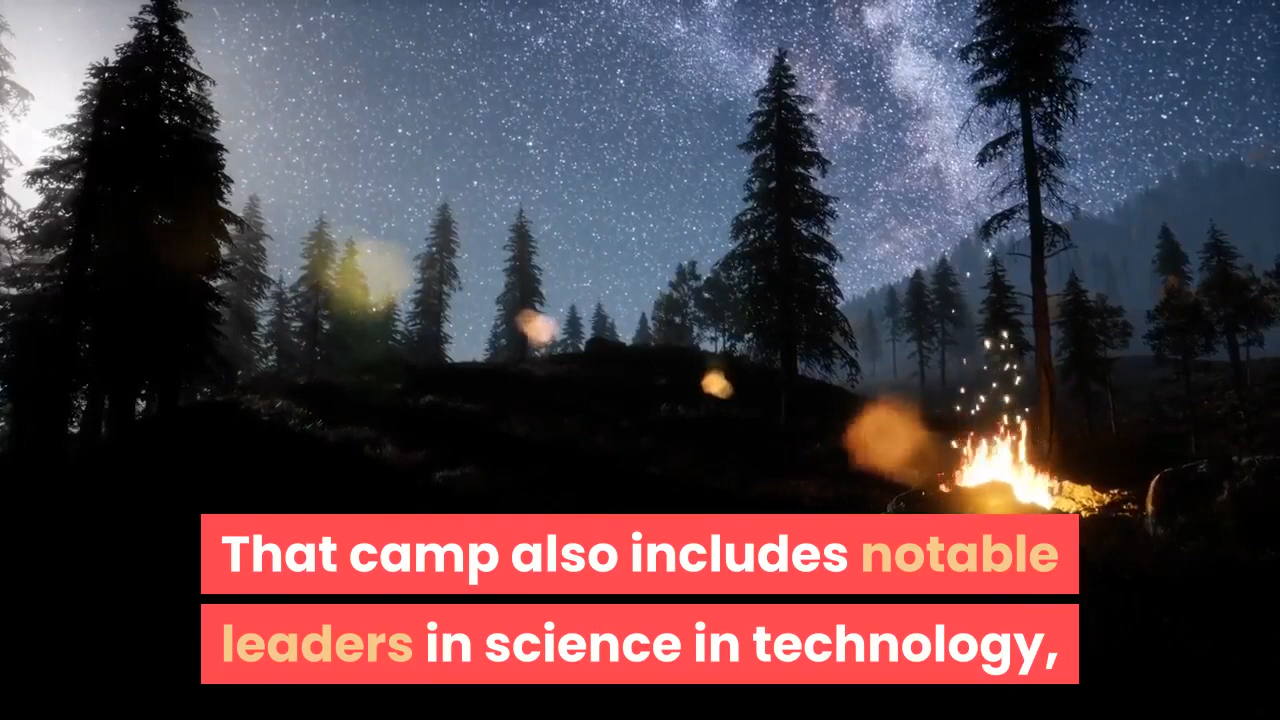 That camp also includes notable
leaders in science in technology,